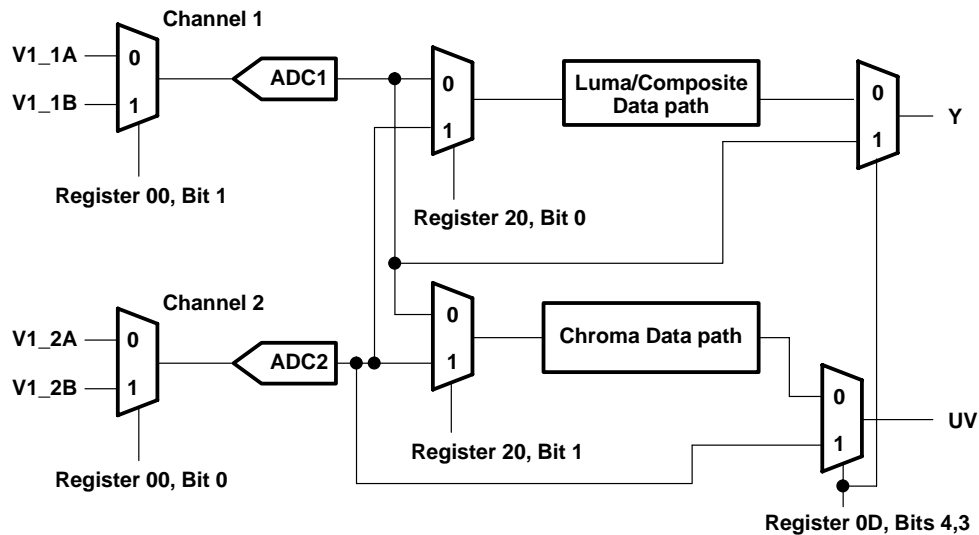 Channel 1
V1_1A
0
ADC1
0
Luma/Composite
Data path
0
Y
V1_1B
1
1
1
Register 00, Bit 1
Register 20, Bit 0
Channel 2
V1_2A
0
ADC2
0
1
Chroma Data path
V1_2B
1
0
UV
1
Register 20, Bit 1
Register 00, Bit 0
Register 0D, Bits 4,3